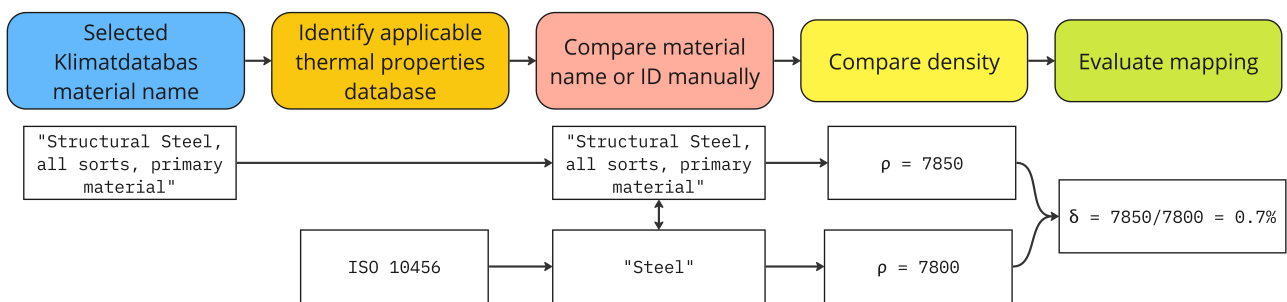 Selected
Klimatdatabas
material name
Identify applicable
thermal properties
database
Compare material
name or ID manually
Compare density
Evaluate mapping
"Structural Steel,
all sorts, primary
material"
"Structural Steel,
all sorts, primary
material"
ρ = 7850
δ = 7850/7800 = 0.7%
ISO 10456
"Steel"
ρ = 7800